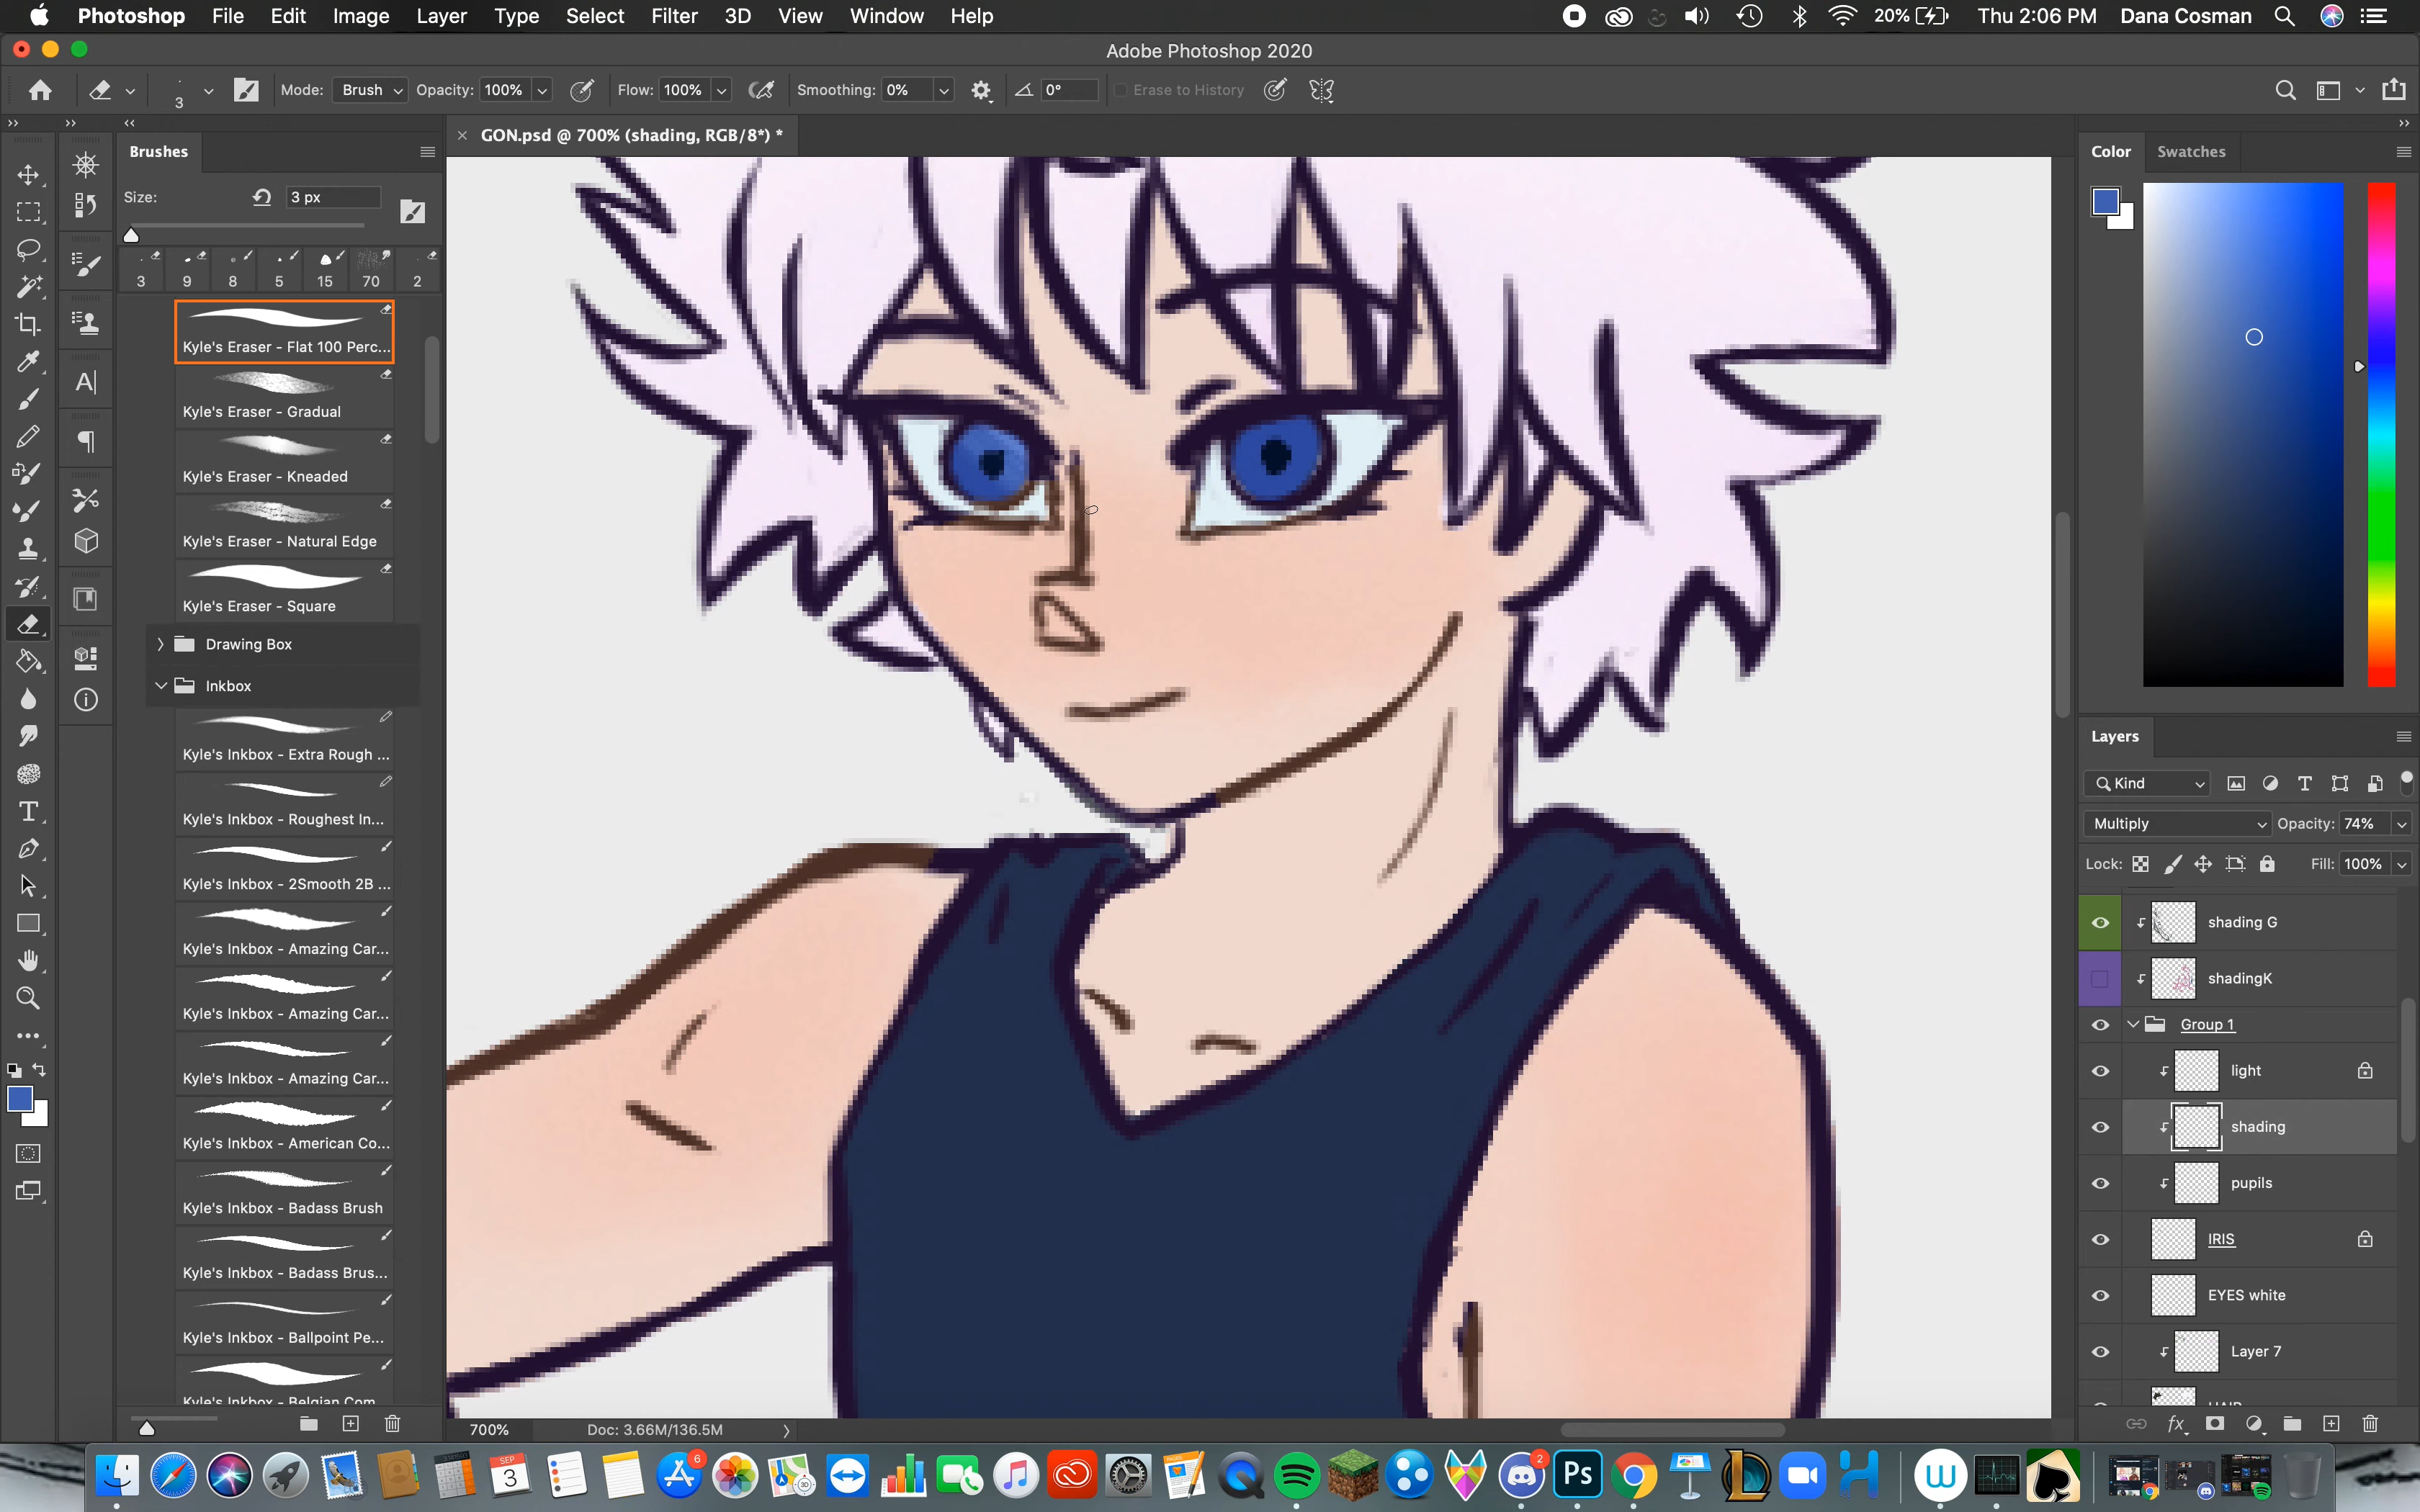 Photoshop File Edit Image Layer Type Select Filter 3D View Window Help 20% Thu 2:06 PM Dana Cosman
Adobe Photoshop 2020
3 Mode: Brush Opacity: 100% Flow: 100% Smoothing: 0% 0° Erase to History
Brushes
GON.psd @ 700% (shading, RGB/8*) *
Color Swatches
Size: 3 px
3 9 8 5 15 70 2
Kyle's Eraser - Flat 100 Perc...
Kyle's Eraser - Gradual
Kyle's Eraser - Kneaded
Kyle's Eraser - Natural Edge
Kyle's Eraser - Square
Drawing Box
Inkbox
Kyle's Inkbox - Extra Rough ...
Kyle's Inkbox - Roughest In...
Kyle's Inkbox - 2Smooth 2B ...
Kyle's Inkbox - Amazing Car...
Kyle's Inkbox - Amazing Car...
Kyle's Inkbox - Amazing Car...
Kyle's Inkbox - American Co...
Kyle's Inkbox - Badass Brush
Kyle's Inkbox - Badass Brus...
Kyle's Inkbox - Ballpoint Pe...
Kyle's Inkbox - Belgian Com
Layers
Kind
Multiply Opacity: 74%
Lock: Fill: 100%
shading G
shadingK
Group 1
light
shading
pupils
IRIS
EYES white
Layer 7
HAIR
700% Doc: 3.66M/136.5M
SEP
3
6
2
Ps